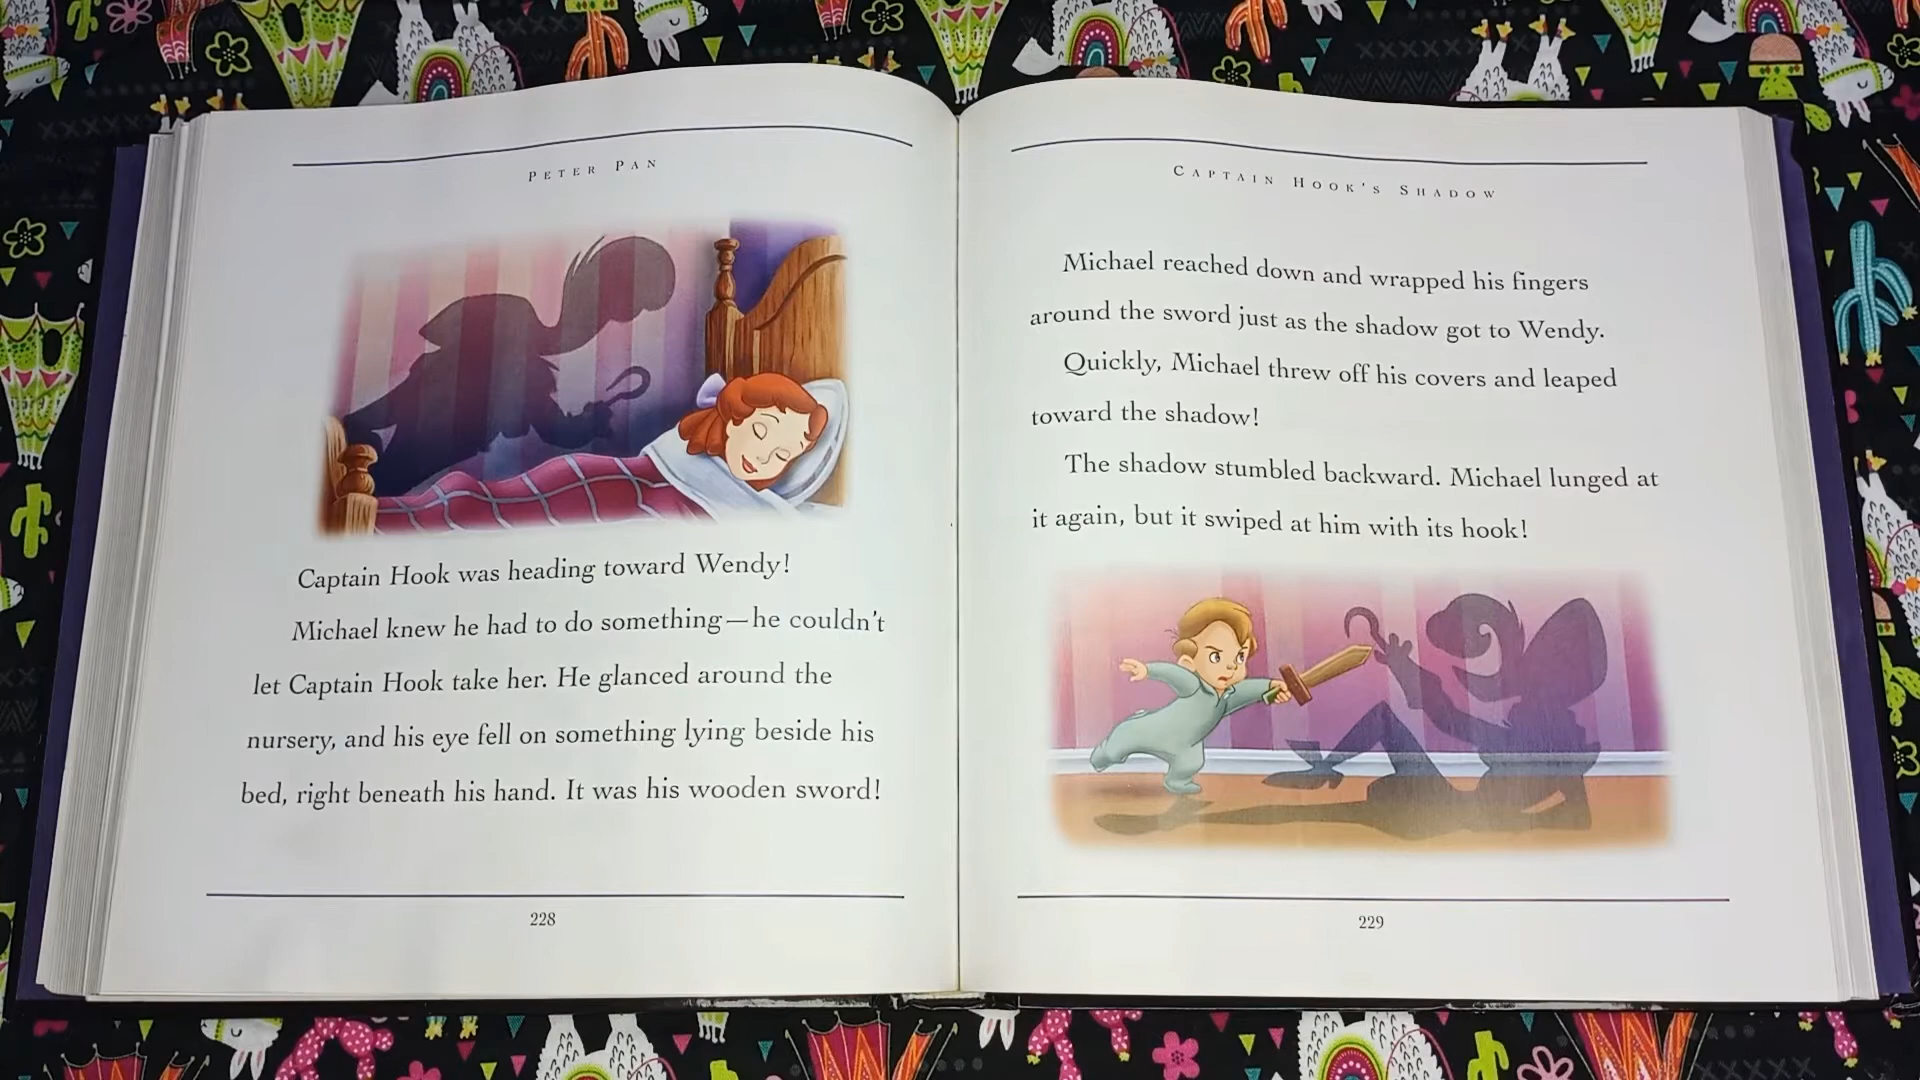 PETER PAN
Captain Hook was heading toward Wendy!
Michael knew he had to do something—he couldn't
let Captain Hook take her. He glanced around the
nursery, and his eye fell on something lying beside his
bed, right beneath his hand. It was his wooden sword!
228
CAPTAIN HOOK'S SHADOW
Michael reached down and wrapped his fingers
around the sword just as the shadow got to Wendy.
Quickly, Michael threw off his covers and leaped
toward the shadow!
The shadow stumbled backward. Michael lunged at
it again, but it swiped at him with its hook!
229